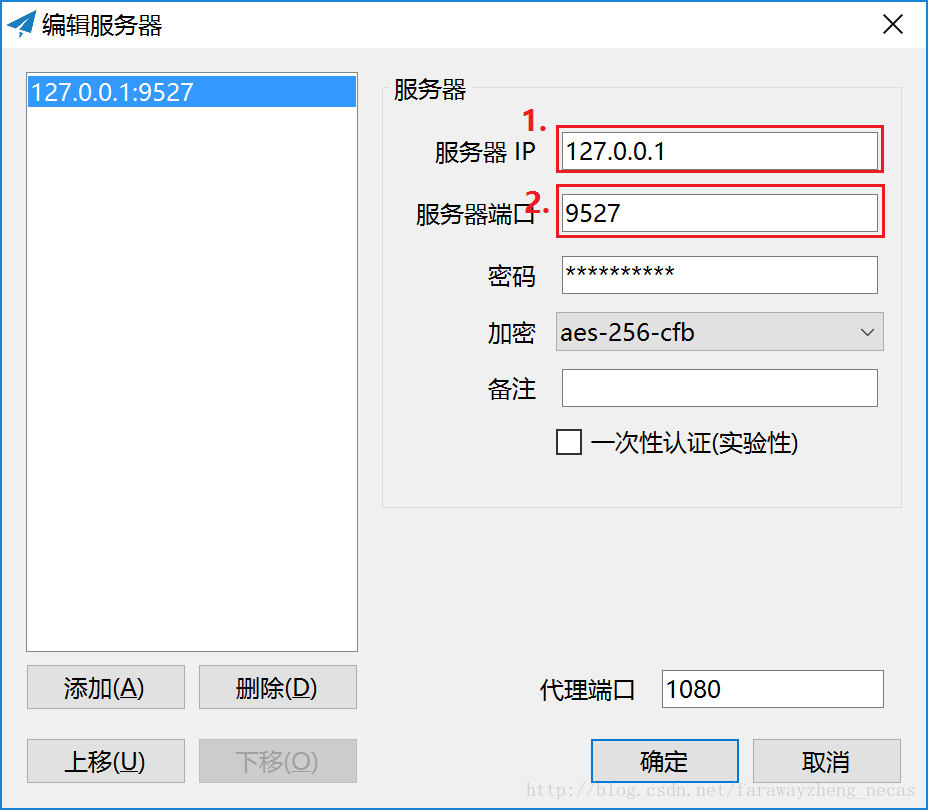 编辑服务器
127.0.0.1:9527
服务器
1.
服务器 IP 127.0.0.1
2.
服务器端口 9527
密码 **********
加密 aes-256-cfb
备注
一次性认证(实验性)
添加(A) 删除(D)
代理端口 1080
上移(U) 下移(O)
确定 取消
http://blog.csdn.net/farawayzheng_necas